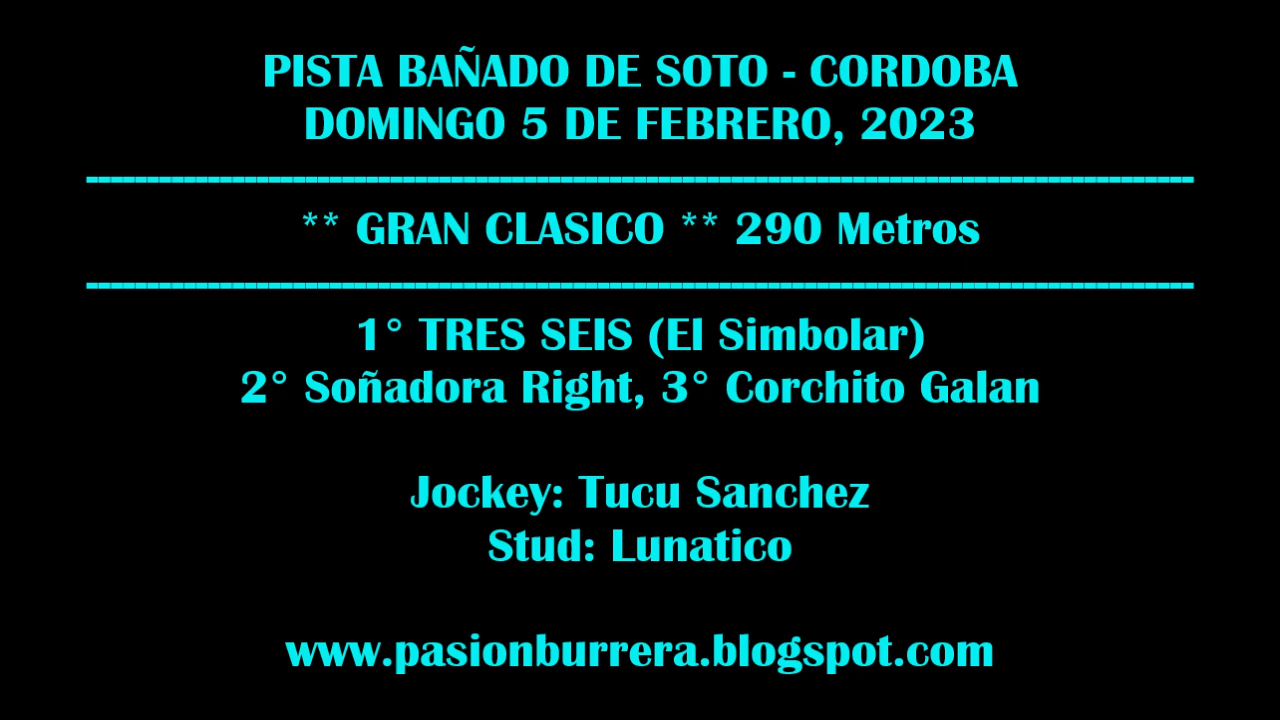 PISTA BAÑADO DE SOTO - CORDOBA
DOMINGO 5 DE FEBRERO, 2023
** GRAN CLASICO ** 290 Metros
1° TRES SEIS (El Simbolar)
2° Soñadora Right, 3° Corchito Galan
Jockey: Tucu Sanchez
Stud: Lunatico
www.pasionburrera.blogspot.com